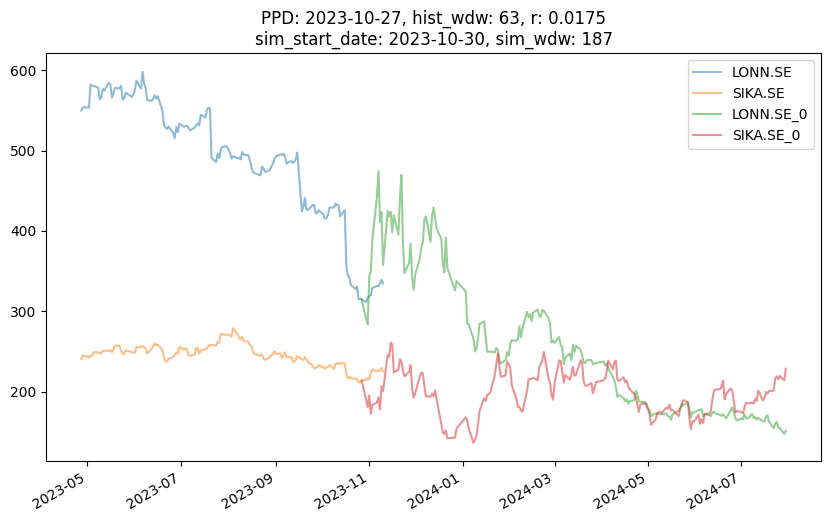 PPD: 2023-10-27, hist_wdw: 63, r: 0.0175
sim_start_date: 2023-10-30, sim_wdw: 187
600
500
400
300
200
LONN.SE
SIKA.SE
LONN.SE_0
SIKA.SE_0
2023-05
2023-07
2023-09
2023-11
2024-01
2024-03
2024-05
2024-07